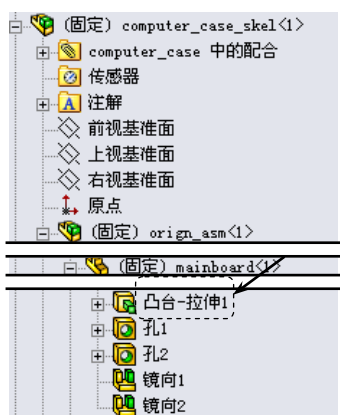 (固定) computer_case_skel<1>
computer_case 中的配合
传感器
注解
前视基准面
上视基准面
右视基准面
原点
(固定) orign_asm<1>
(固定) mainboard<1>
凸台-拉伸1
孔1
孔2
镜向1
镜向2